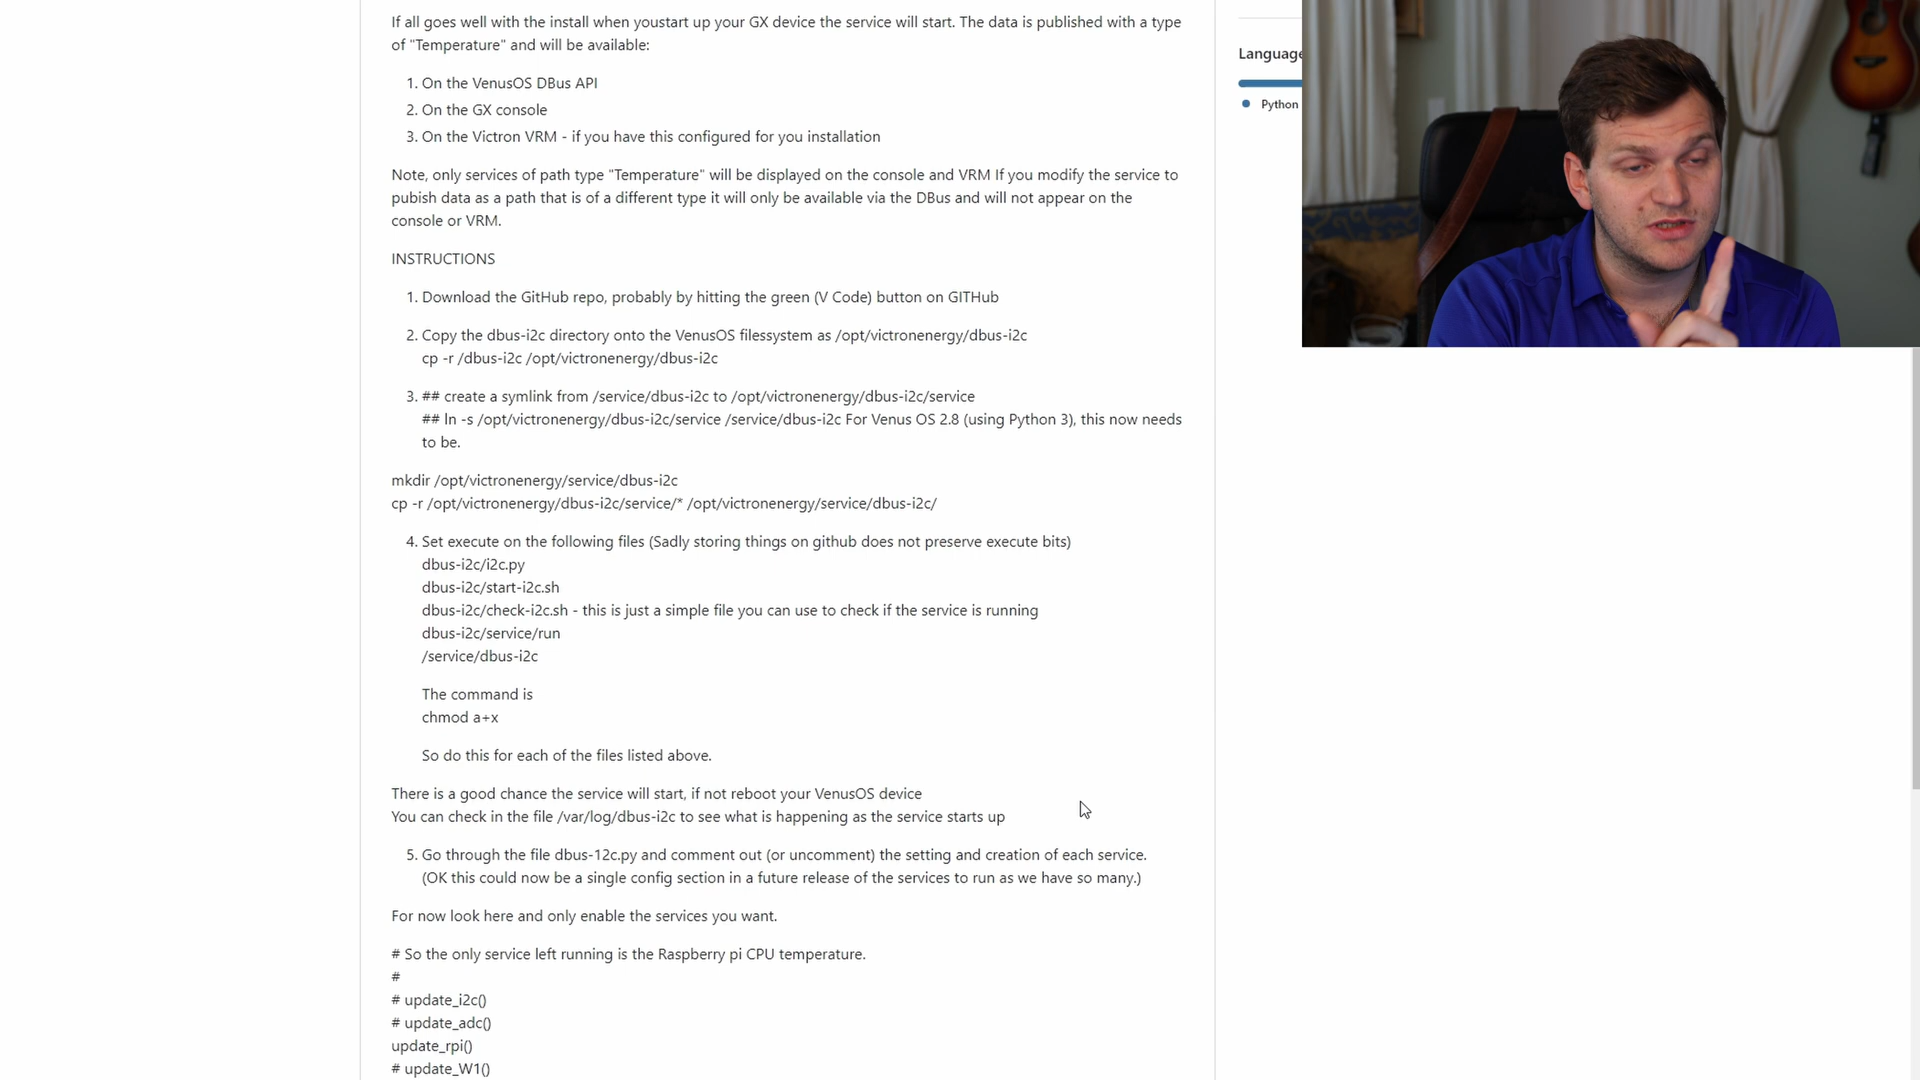 If all goes well with the install when youstart up your GX device the service will start. The data is published with a type
of "Temperature" and will be available:
1. On the VenusOS DBus API
2. On the GX console
3. On the Victron VRM - if you have this configured for you installation
Note, only services of path type "Temperature" will be displayed on the console and VRM If you modify the service to
pubish data as a path that is of a different type it will only be available via the DBus and will not appear on the
console or VRM.
INSTRUCTIONS
1. Download the GitHub repo, probably by hitting the green (V Code) button on GITHub
2. Copy the dbus-i2c directory onto the VenusOS filessystem as /opt/victronenergy/dbus-i2c
cp -r /dbus-i2c /opt/victronenergy/dbus-i2c
3. ## create a symlink from /service/dbus-i2c to /opt/victronenergy/dbus-i2c/service
## ln -s /opt/victronenergy/dbus-i2c/service /service/dbus-i2c For Venus OS 2.8 (using Python 3), this now needs
to be.
mkdir /opt/victronenergy/service/dbus-i2c
cp -r /opt/victronenergy/dbus-i2c/service/* /opt/victronenergy/service/dbus-i2c/
4. Set execute on the following files (Sadly storing things on github does not preserve execute bits)
dbus-i2c/i2c.py
dbus-i2c/start-i2c.sh
dbus-i2c/check-i2c.sh - this is just a simple file you can use to check if the service is running
dbus-i2c/service/run
/service/dbus-i2c
The command is
chmod a+x
So do this for each of the files listed above.
There is a good chance the service will start, if not reboot your VenusOS device
You can check in the file /var/log/dbus-i2c to see what is happening as the service starts up
5. Go through the file dbus-12c.py and comment out (or uncomment) the setting and creation of each service.
(OK this could now be a single config section in a future release of the services to run as we have so many.)
For now look here and only enable the services you want.
# So the only service left running is the Raspberry pi CPU temperature.
#
# update_i2c()
# update_adc()
update_rpi()
# update_W1()
Language
Python